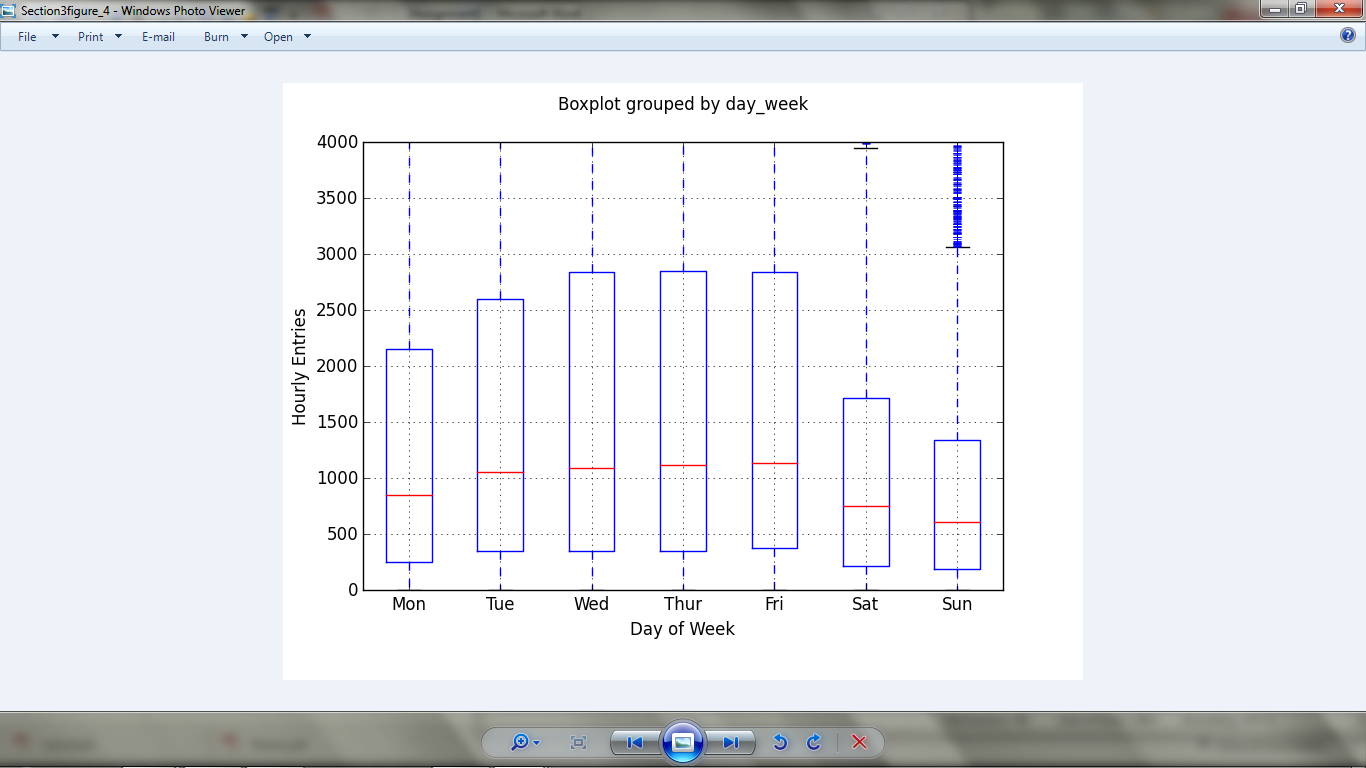 Section3figure_4 - Windows Photo Viewer
File Print E-mail Burn Open
Boxplot grouped by day_week
4000
3500
3000
2500
2000
1500
1000
500
0
Hourly Entries
Mon Tue Wed Thur Fri Sat Sun
Day of Week